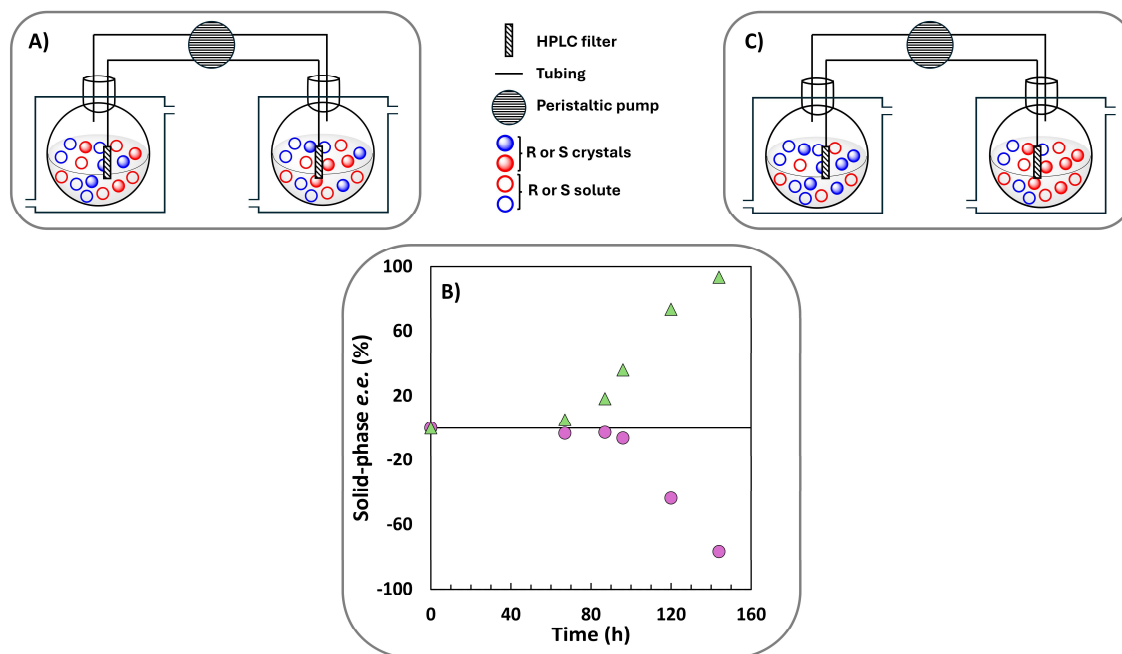 A)
HPLC filter
Tubing
Peristaltic pump
R or S crystals
R or S solute
C)
B)
Solid-phase e.e. (%)
100
60
20
-20
-60
-100
0 40 80 120 160
Time (h)